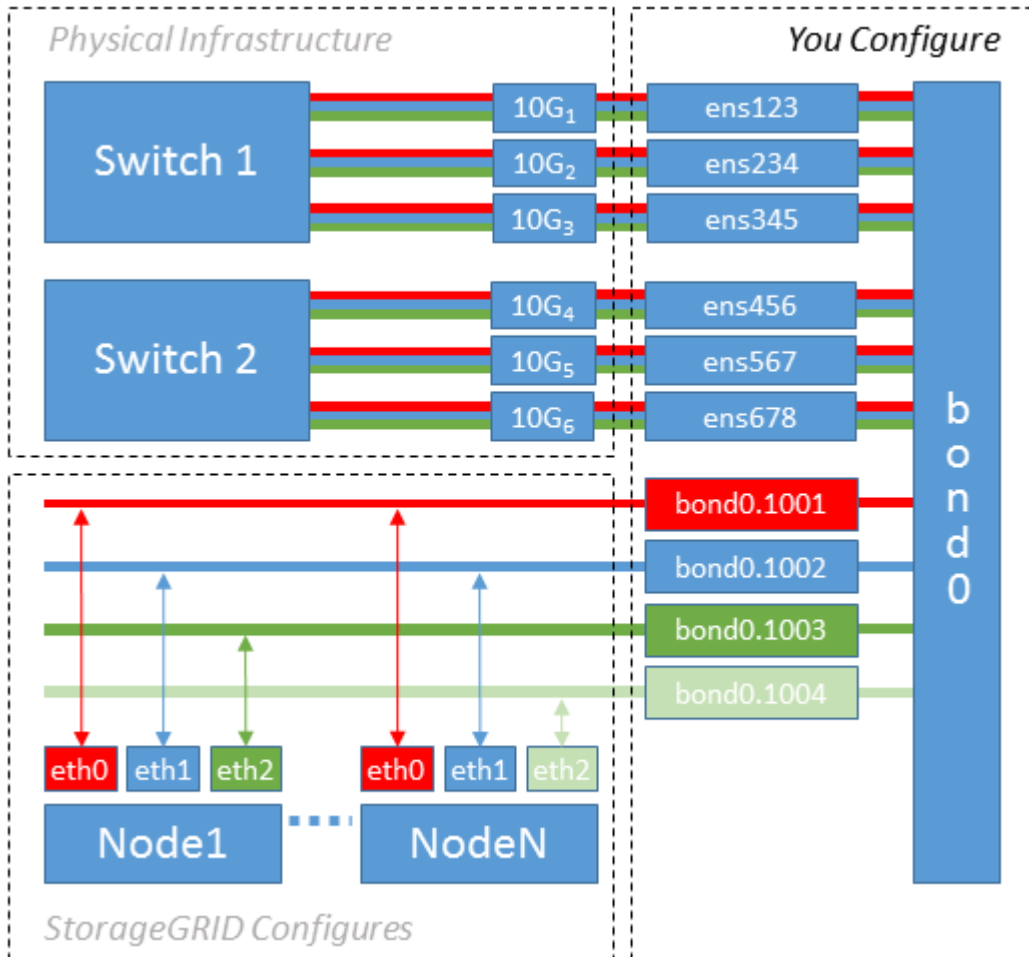 Physical Infrastructure
You Configure
Switch 1
10G₁
ens123
10G₂
ens234
10G₃
ens345
Switch 2
10G₄
ens456
10G₅
ens567
10G₆
ens678
bond0
bond0.1001
bond0.1002
bond0.1003
bond0.1004
eth0
eth1
eth2
eth0
eth1
eth2
Node1
NodeN
StorageGRID Configures